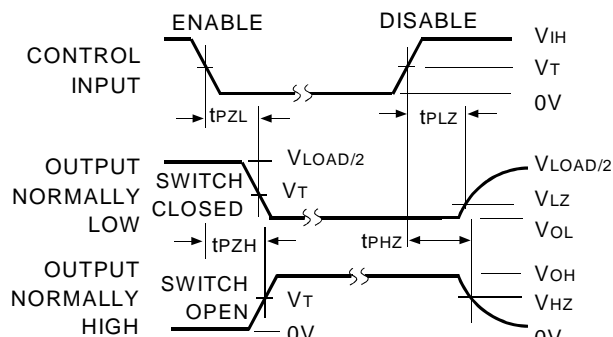 ENABLE DISABLE
CONTROL INPUT
VIH
VT
0V
tPZL tPLZ
OUTPUT NORMALLY LOW
SWITCH CLOSED
VLOAD/2
VT
VLOAD/2
VLZ
VOL
tPZH tPHZ
OUTPUT NORMALLY HIGH
SWITCH OPEN
VT
0V
VOH
VHZ
0V